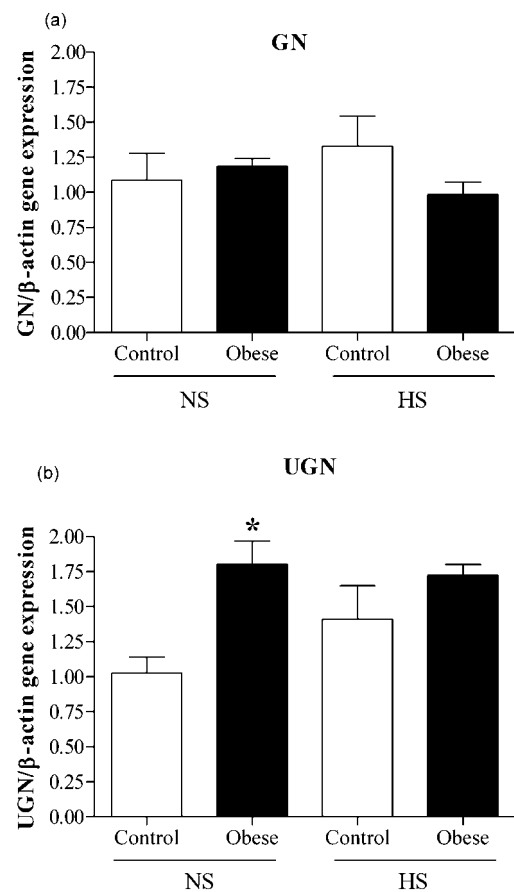 (a)
GN
GN/β-actin gene expression
2.00
1.75
1.50
1.25
1.00
0.75
0.50
0.25
0.00
Control Obese Control Obese
NS HS
(b)
UGN
UGN/β-actin gene expression
2.00
1.75
1.50
1.25
1.00
0.75
0.50
0.25
0.00
*
Control Obese Control Obese
NS HS